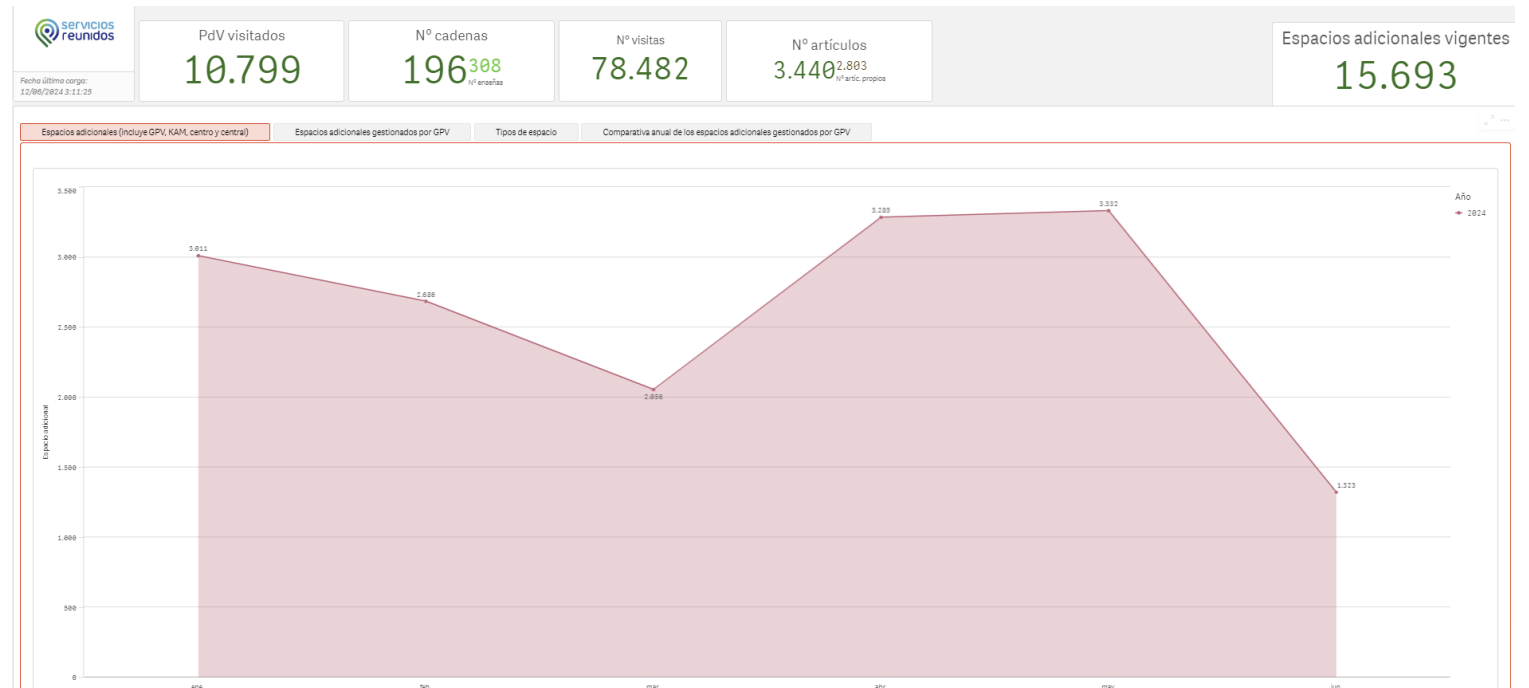 servicios
reunidos
Fecha última carga:
12/06/2024 3:11:25
PdV visitados
10.799
Nº cadenas
196 308
Nº enseñas
Nº visitas
78.482
Nº artículos
3.440 2.803
Nº artíc. propios
Espacios adicionales vigentes
15.693
Espacios adicionales (incluye GPV, KAM, centro y central)
Espacios adicionales gestionados por GPV
Tipos de espacio
Comparativa anual de los espacios adicionales gestionados por GPV
Espacio adicional
3.500
3.000
2.500
2.000
1.500
1.000
500
0
3.011
2.686
2.056
3.285
3.332
1.323
Año
2024
ene
feb
mar
abr
may
jun